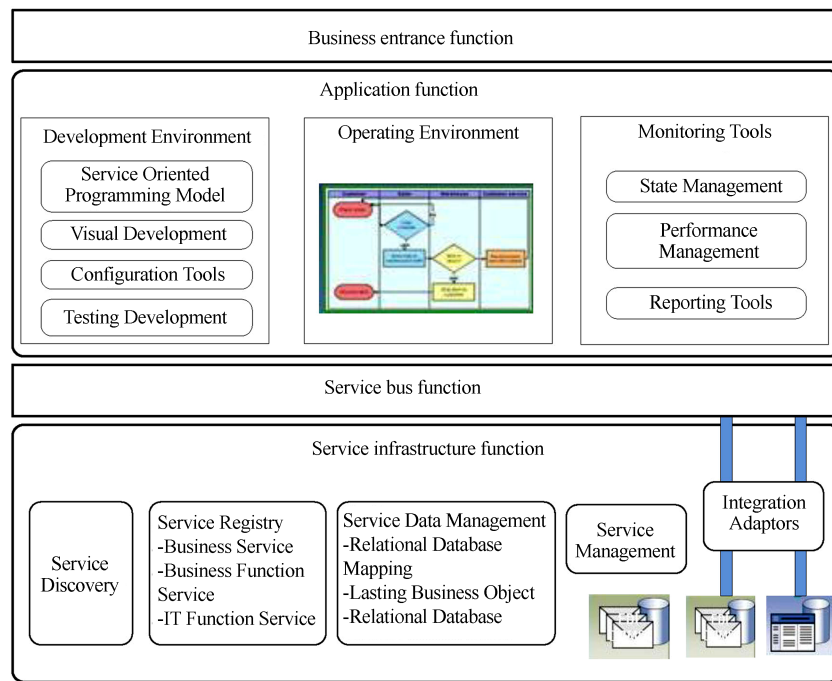 Business entrance function
Application function
Development Environment
Service Oriented
Programming Model
Visual Development
Configuration Tools
Testing Development
Operating Environment
Customer
Sales
Warehouse
Monitoring Tools
State Management
Performance
Management
Reporting Tools
Service bus function
Service infrastructure function
Service
Discovery
Service Registry
-Business Service
-Business Function
Service
-IT Function Service
Service Data Management
-Relational Database
Mapping
-Lasting Business Object
-Relational Database
Service
Management
Integration
Adaptors